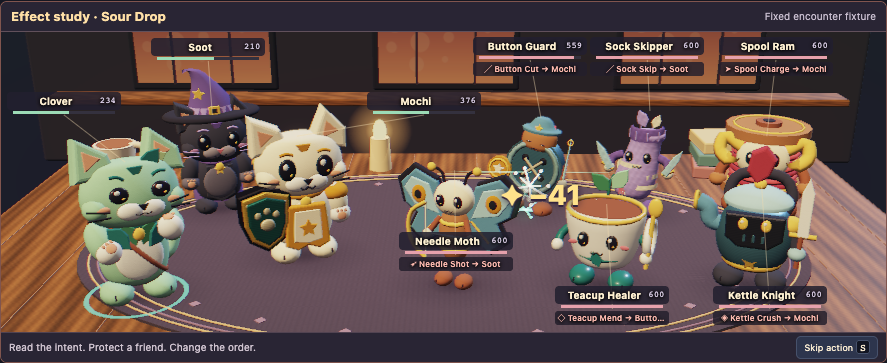 Effect study · Sour Drop
Fixed encounter fixture
Soot 210
Button Guard 559
Button Cut → Mochi
Sock Skipper 600
Sock Skip → Soot
Spool Ram 600
Spool Charge → Mochi
Clover 234
Mochi 376
−41
Needle Moth 600
Needle Shot → Soot
Teacup Healer 600
Teacup Mend → Butto...
Kettle Knight 600
Kettle Crush → Mochi
Read the intent. Protect a friend. Change the order.
Skip action S